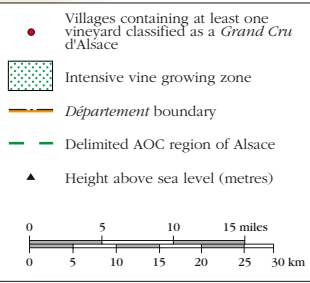 Villages containing at least one
vineyard classified as a Grand Cru
d'Alsace
Intensive vine growing zone
Département boundary
Delimited AOC region of Alsace
Height above sea level (metres)
0 5 10 15 miles
0 5 10 15 20 25 30 km